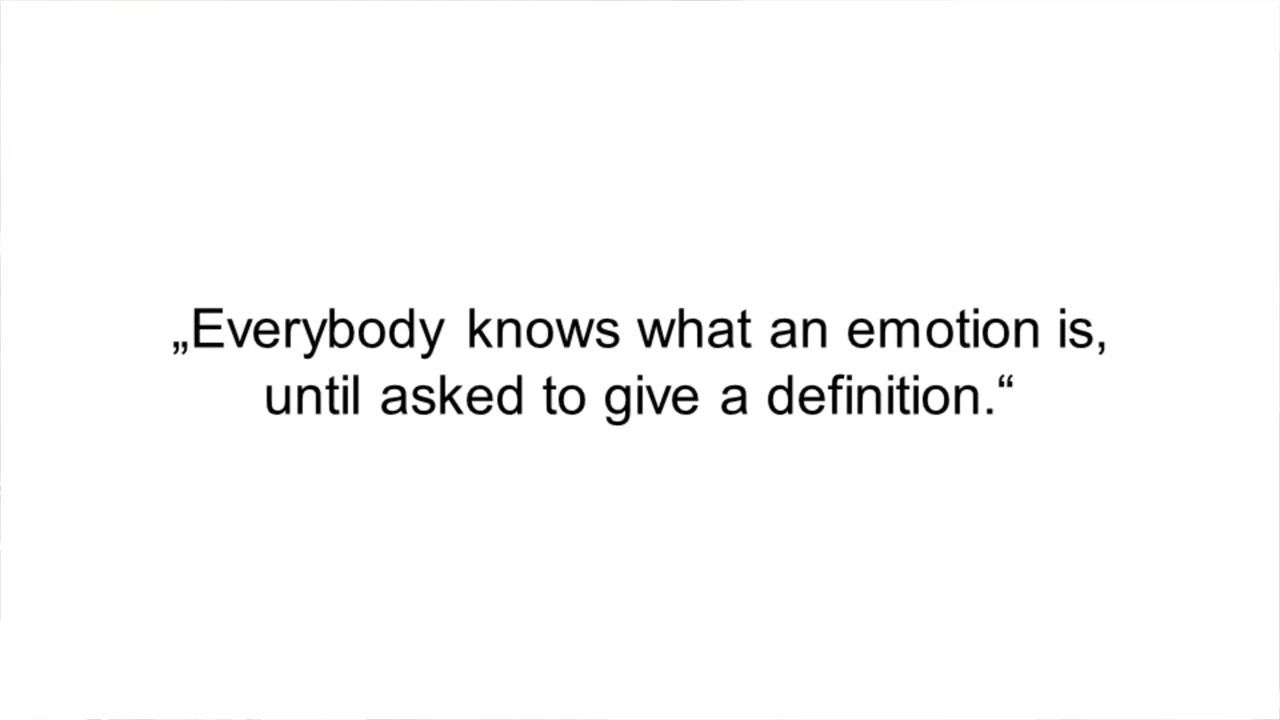 „Everybody knows what an emotion is,
until asked to give a definition.“